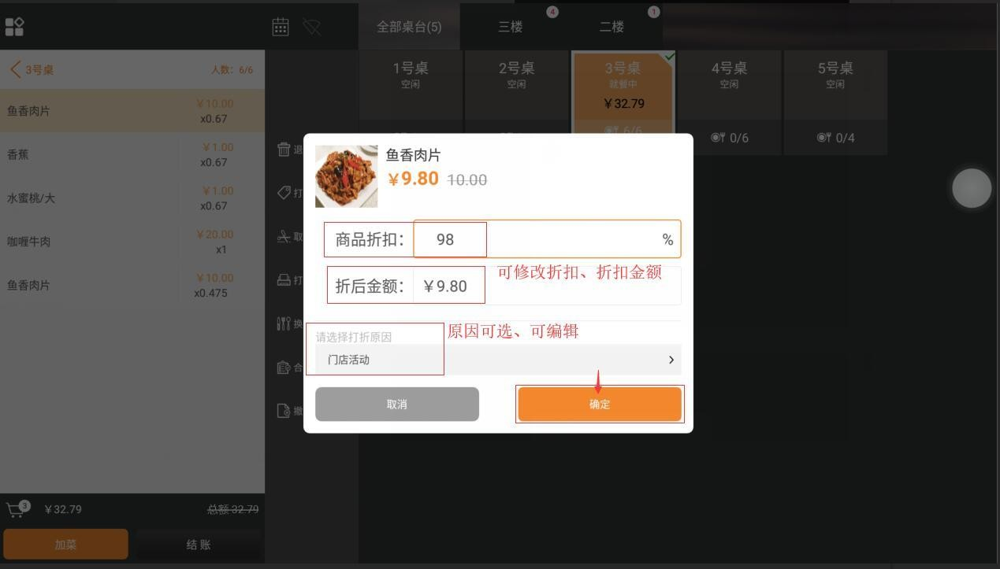 全部桌台(5)
三楼
4
二楼
1
3号桌
人数：6/6
鱼香肉片
￥10.00
x0.67
香蕉
￥1.00
x0.67
水蜜桃/大
￥1.00
x0.67
咖喱牛肉
￥20.00
x1
鱼香肉片
￥10.00
x0.475
3
￥32.79
总额 32.79
加菜
结账
退
打
取
打
换
合
撤
1号桌
空闲
2号桌
空闲
3号桌
就餐中
￥32.79
6/6
4号桌
空闲
0/6
5号桌
空闲
0/4
鱼香肉片
￥9.80 10.00
商品折扣： 98 %
可修改折扣、折扣金额
折后金额： ￥9.80
原因可选、可编辑
请选择打折原因
门店活动
取消
确定